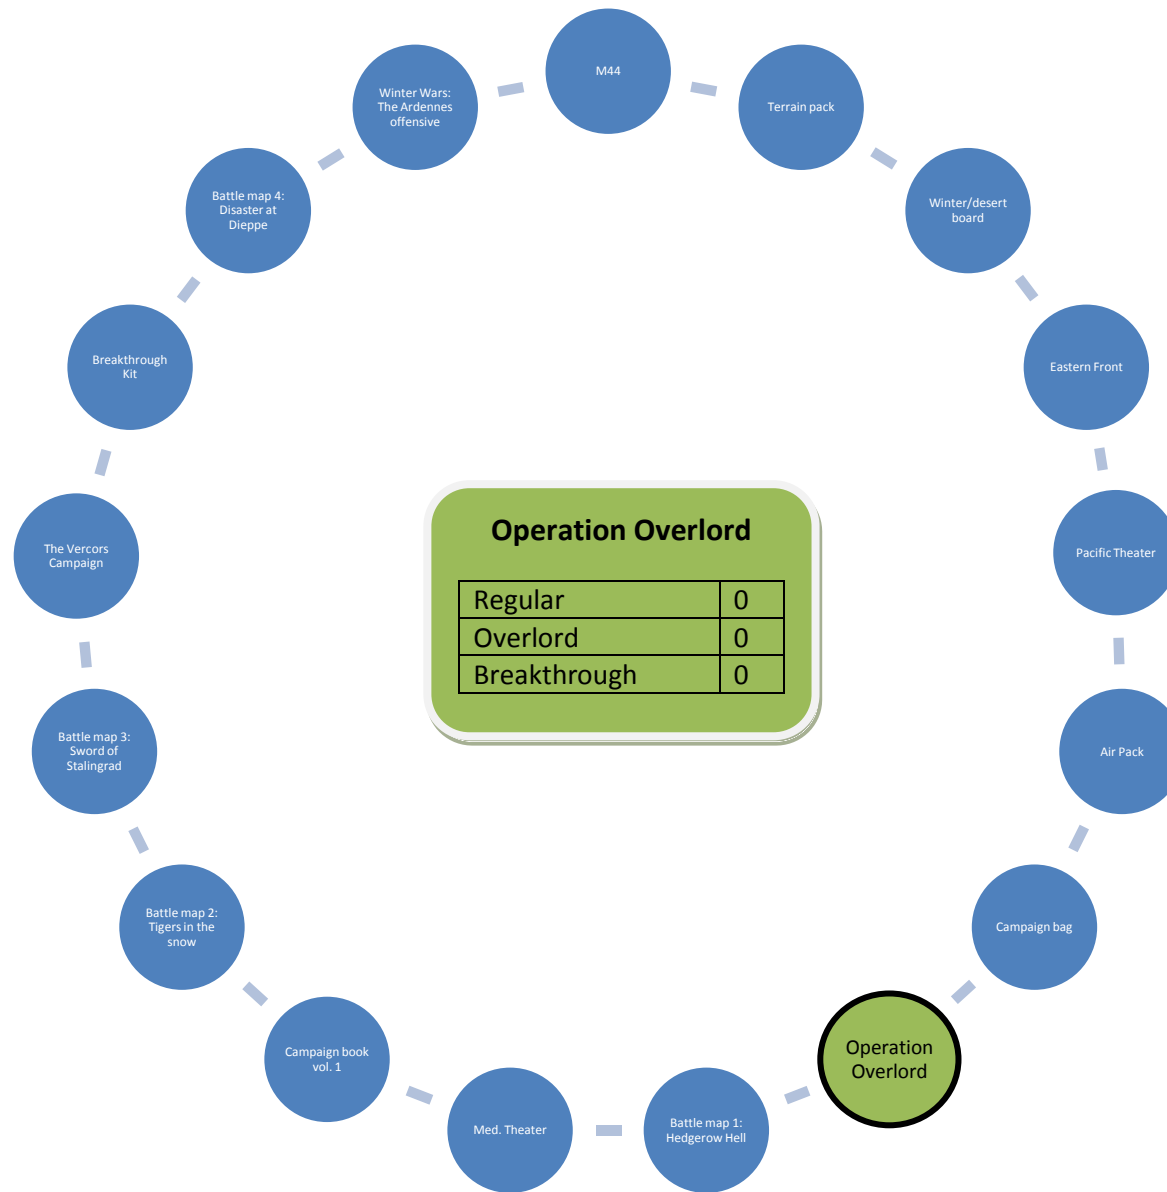 M44
Terrain pack
Winter/desert
board
Eastern Front
Pacific Theater
Air Pack
Campaign bag
Operation
Overlord
Battle map 1:
Hedgerow Hell
Med. Theater
Campaign book
vol. 1
Battle map 2:
Tigers in the
snow
Battle map 3:
Sword of
Stalingrad
The Vercors
Campaign
Breakthrough
Kit
Battle map 4:
Disaster at
Dieppe
Winter Wars:
The Ardennes
offensive
Operation Overlord
Regular 0
Overlord 0
Breakthrough 0